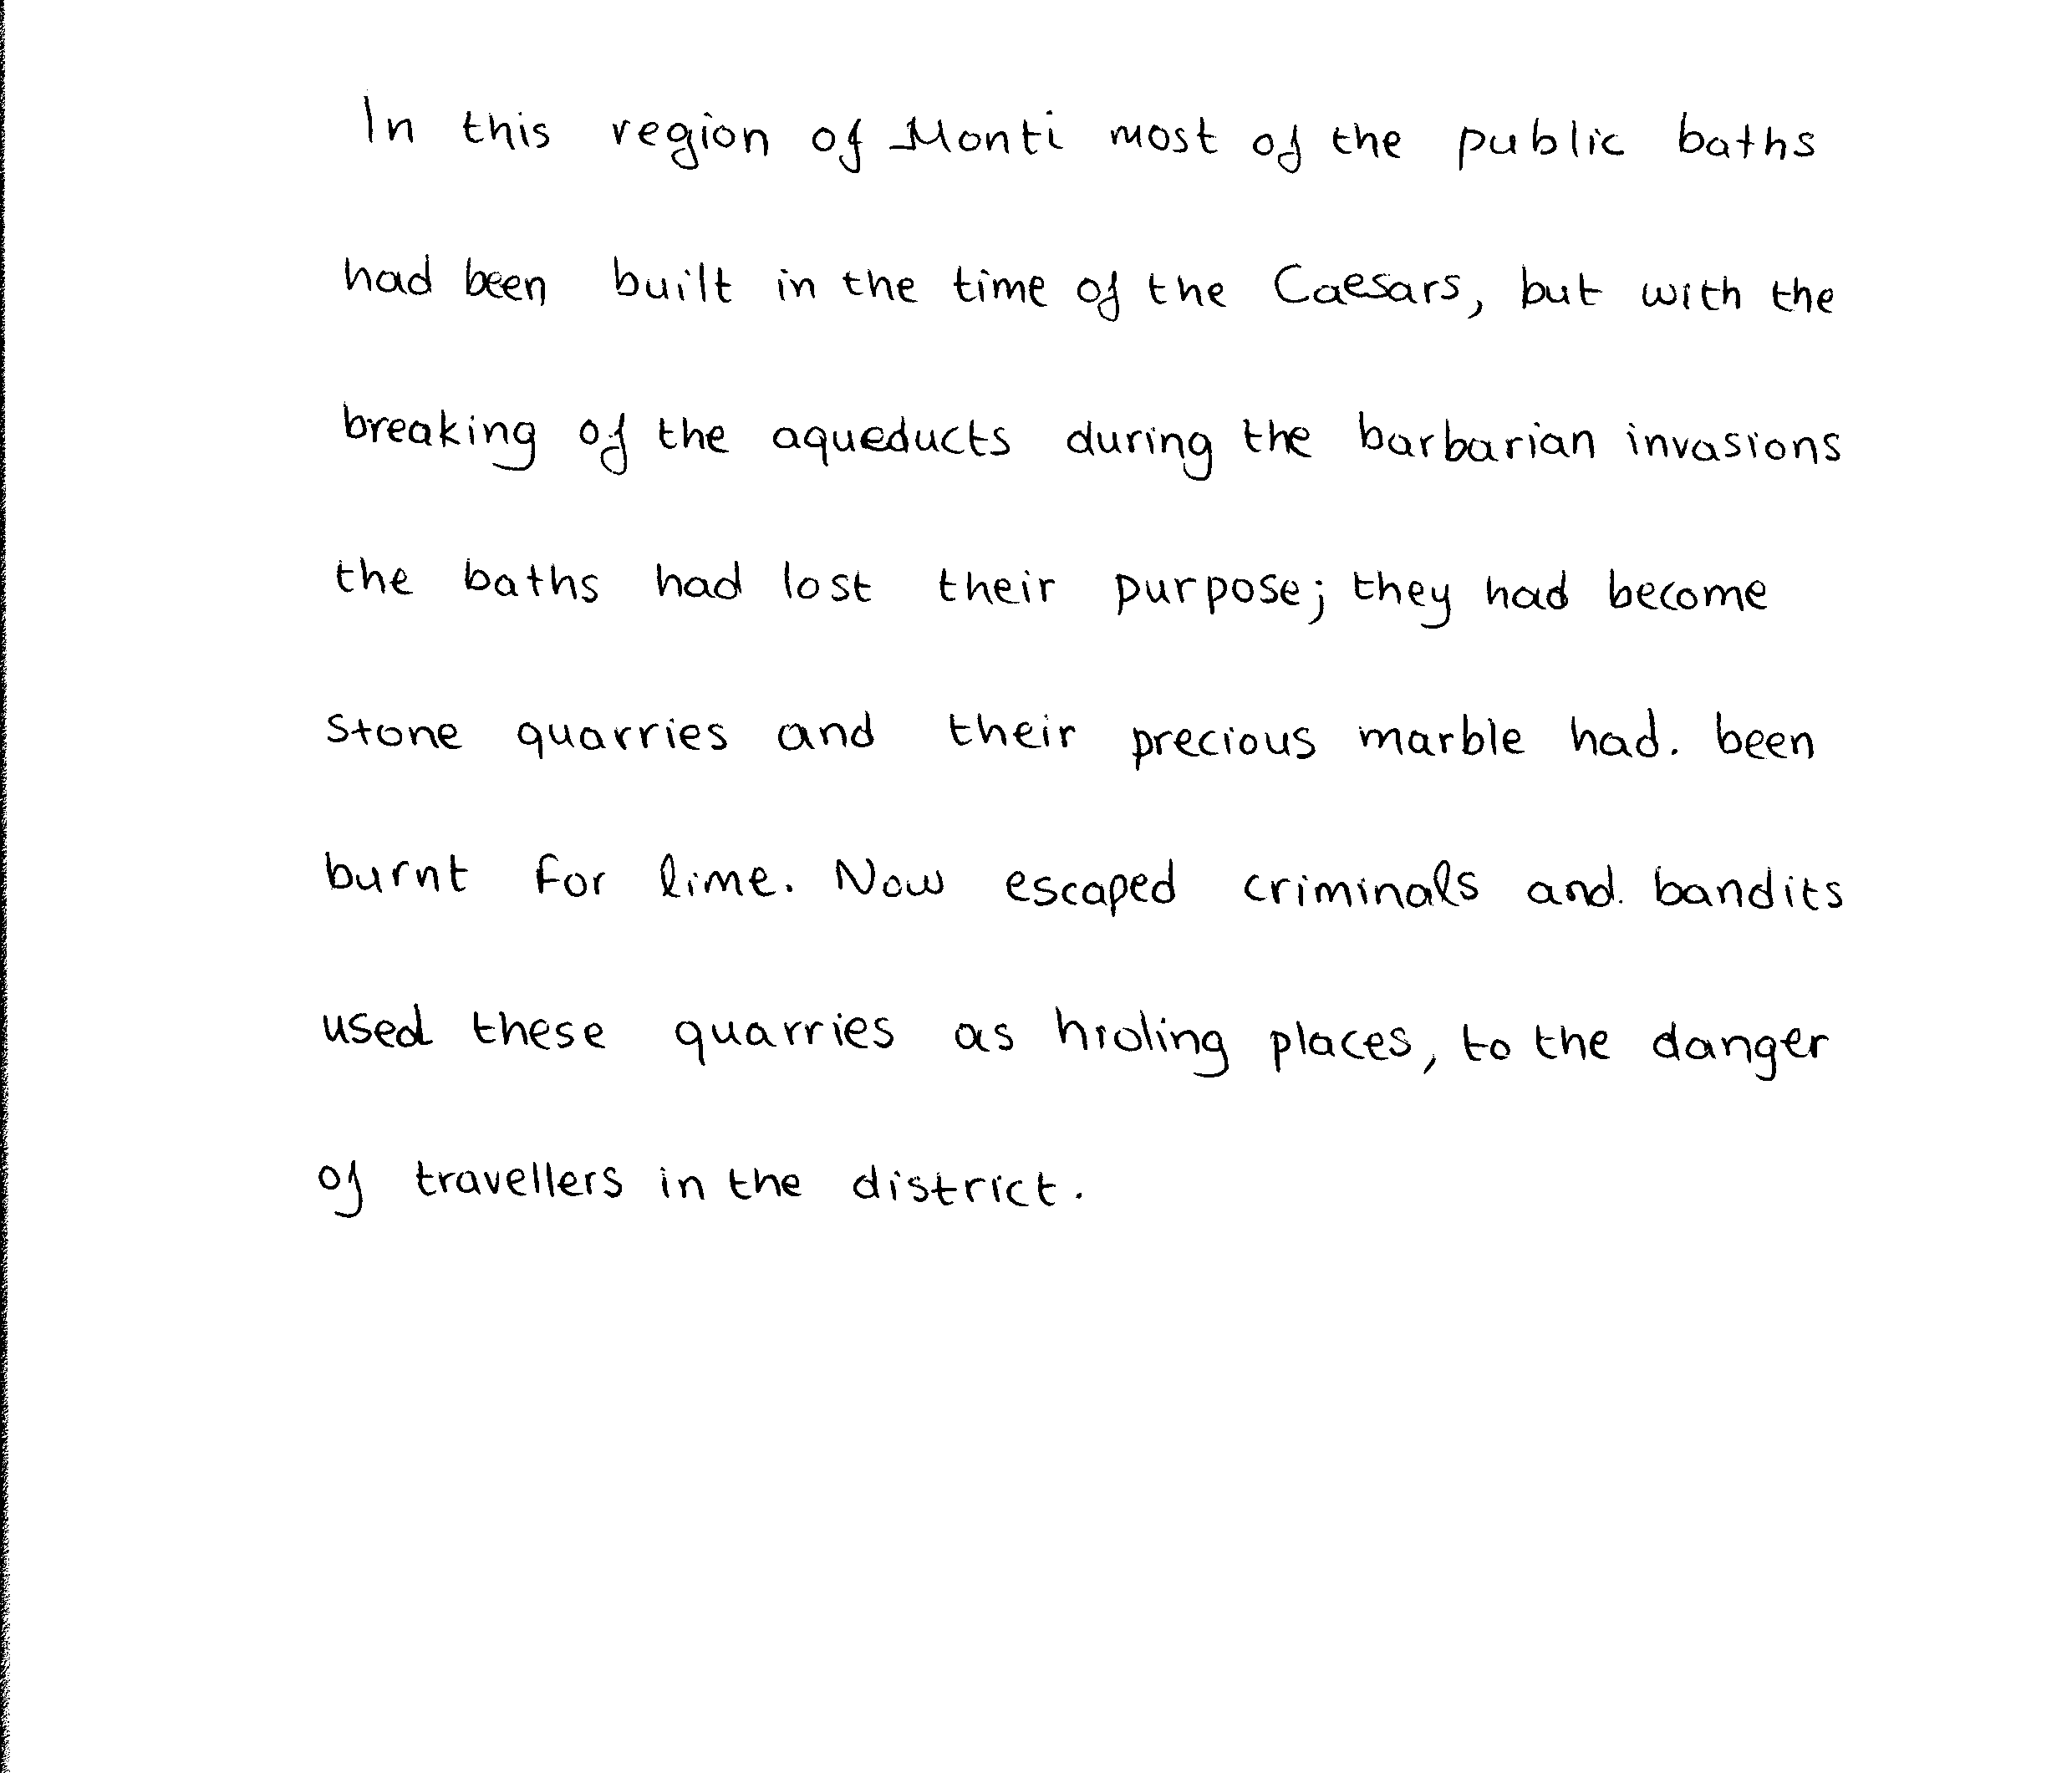 In this region of Monti most of the public baths
had been built in the time of the Caesars, but with the
breaking of the aqueducts during the barbarian invasions
the baths had lost their purpose; they had become
stone quarries and their precious marble had been
burnt for lime. Now escaped criminals and bandits
used these quarries as hiding places, to the danger
of travellers in the district.